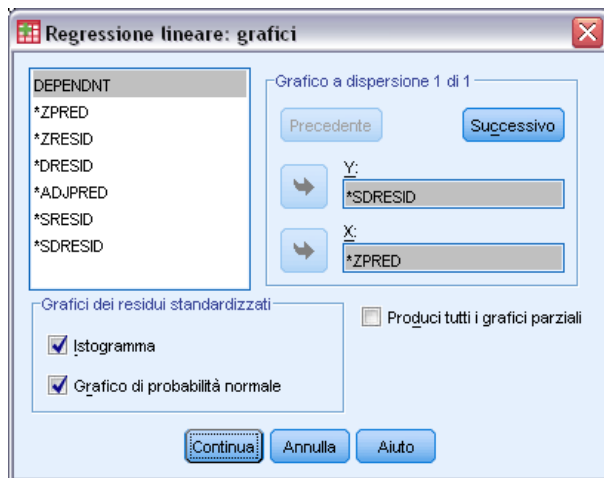 Regressione lineare: grafici
DEPENDNT
*ZPRED
*ZRESID
*DRESID
*ADJPRED
*SRESID
*SDRESID
Grafico a dispersione 1 di 1
Precedente
Successivo
Y:
*SDRESID
X:
*ZPRED
Grafici dei residui standardizzati
Istogramma
Grafico di probabilità normale
Produci tutti i grafici parziali
Continua
Annulla
Aiuto